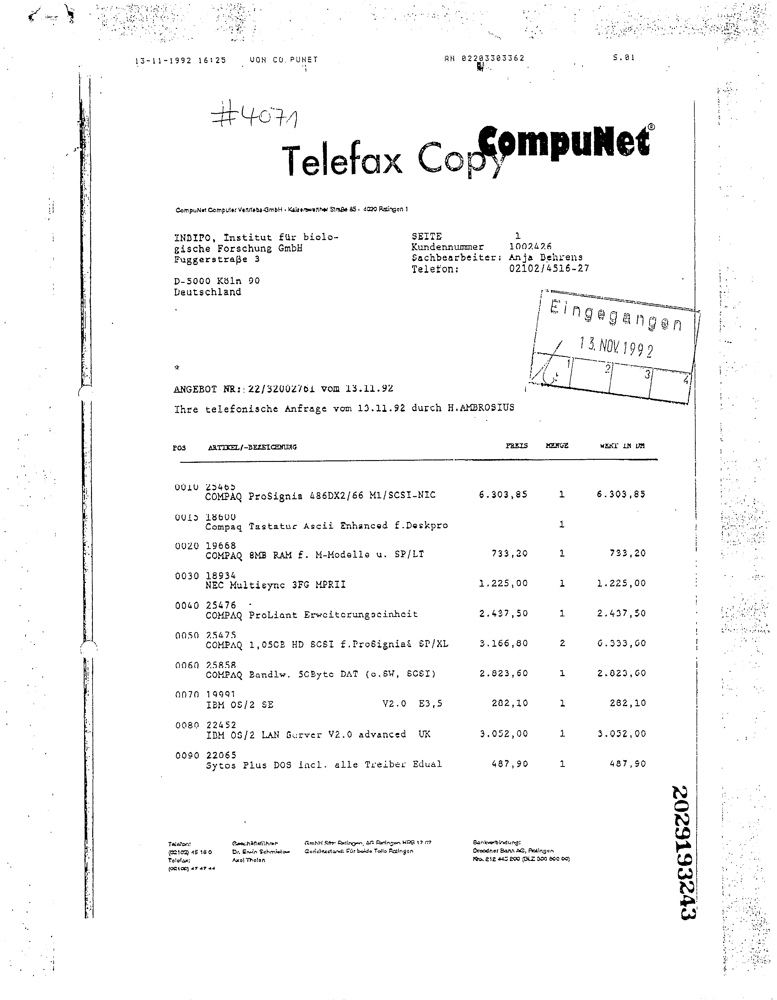 13-11-1992 16:25 VON CO. PUNET RH 02203303362 S.01
#4071
CompuNet®
Telefax Copy
CompuNet Computer Vertriebs-GmbH - Kaiserswerther Straße 85 - 4030 Ratingen 1
INBIFO, Institut für biolo-
gische Forschung GmbH
Fuggerstraße 3
D-5000 Köln 90
Deutschland
SEITE 1
Kundennummer 1002426
Sachbearbeiter: Anja Behrens
Telefon: 02102/4516-27
Eingegangen
13. NOV. 1992
1 2 3 4
*
ANGEBOT NR.: 22/32002761 vom 13.11.92
Ihre telefonische Anfrage vom 13.11.92 durch H.AMBROSIUS
POS ARTIKEL/-BEZEICHNUNG PREIS MENGE WERT IN DM
0010 25465
COMPAQ ProSignia 486DX2/66 M1/SCSI-NIC 6.303,85 1 6.303,85
0015 18600
Compaq Tastatur Ascii Enhanced f.Deskpro 1
0020 19668
COMPAQ 8MB RAM f. M-Modelle u. SP/LT 733,20 1 733,20
0030 18934
NEC Multisync 3FG MPRII 1.225,00 1 1.225,00
0040 25476
COMPAQ ProLiant Erweiterungseinheit 2.437,50 1 2.437,50
0050 25475
COMPAQ 1,05GB HD SCSI f.ProSignia& SP/XL 3.166,80 2 6.333,60
0060 25858
COMPAQ Bandlw. 5GByte DAT (o.SW, SCSI) 2.823,60 1 2.823,60
0070 19991
IBM OS/2 SE V2.0 E3,5 282,10 1 282,10
0080 22452
IBM OS/2 LAN Server V2.0 advanced UK 3.052,00 1 3.052,00
0090 22065
Sytos Plus DOS incl. alle Treiber Edual 487,90 1 487,90
Telefon: Geschäftsführer GmbH Sitz: Ratingen, AG Ratingen HRB Bankverbindung:
(02102) 45 16 0 Dr. Erwin Schmietow Gerichtsstand: Für beide Teile Ratingen Dresdner Bank AG, Ratingen
Telefax: Axel Thelen Kto. 212 443 200 (BLZ 300 800 00)
(02102) 47 47 44
2029193243